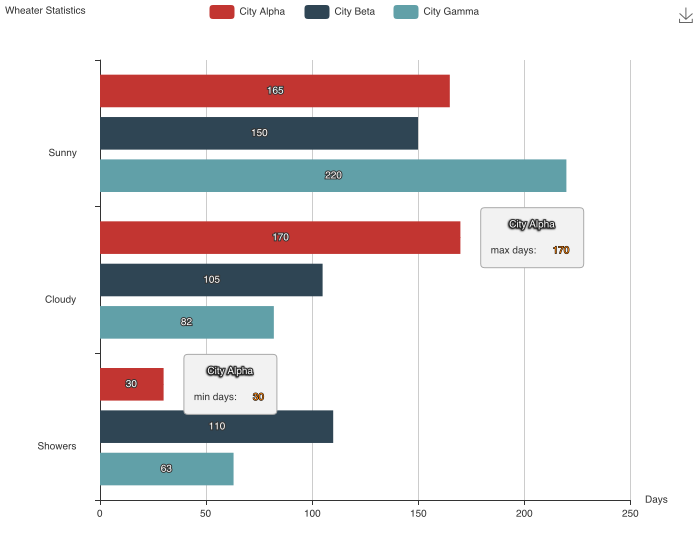 Wheater Statistics
City Alpha
City Beta
City Gamma
Sunny
165
150
220
Cloudy
170
105
82
City Alpha
max days: 170
Showers
30
110
63
City Alpha
min days: 30
0
50
100
150
200
250
Days